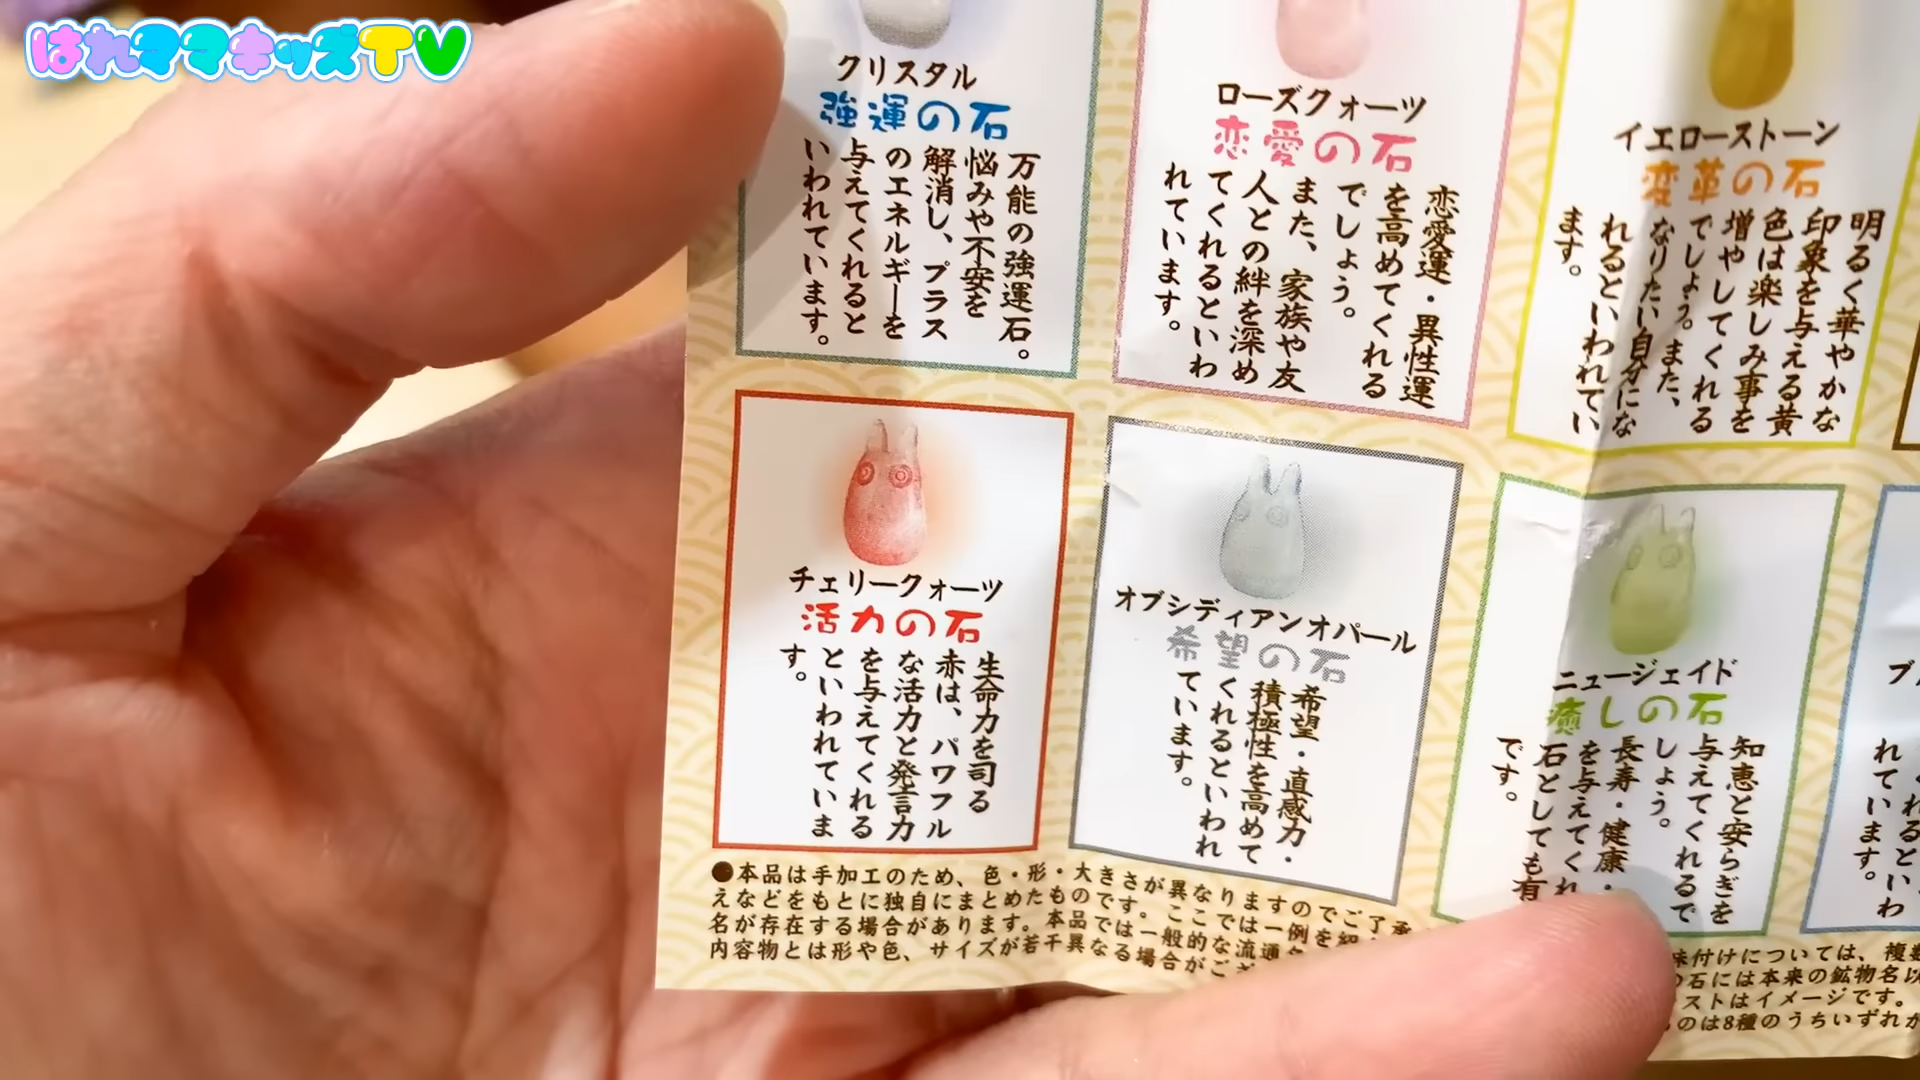 はれママキッズTV
クリスタル
強運の石
万能の強運石。
悩みや不安を
解消し、プラス
のエネルギーを
与えてくれると
いわれています。
ローズクォーツ
恋愛の石
恋愛運・異性運
を高めてくれる
でしょう。
また、家族や友
人との絆を深め
てくれるといわ
れています。
イエローストーン
変革の石
明るく華やかな
印象を与える黄
色は楽しみ事を
増やしてくれる
でしょう。また、
なりたい自分にな
れるといわれてい
ます。
チェリークォーツ
活力の石
生命力を司る
赤は、パワフル
な活力と発言力
を与えてくれる
といわれていま
す。
オブシディアンオパール
希望の石
希望・直感力・
積極性を高めて
くれるといわれ
ています。
ニュージェイド
癒しの石
知恵と安らぎを
与えてくれるで
しょう。
長寿・健康・
を与えてくれ
石としても有
です。
れるといわ
れています。
●本品は手加工のため、色・形・大きさが異なりますのでご了承
えなどをもとに独自にまとめたものです。ここでは一例を紹
名が存在する場合があります。本品では一般的な流通
内容物とは形や色、サイズが若干異なる場合がござ
味付けについては、複数
の石には本来の鉱物名以
ストはイメージです。
のは8種のうちいずれか